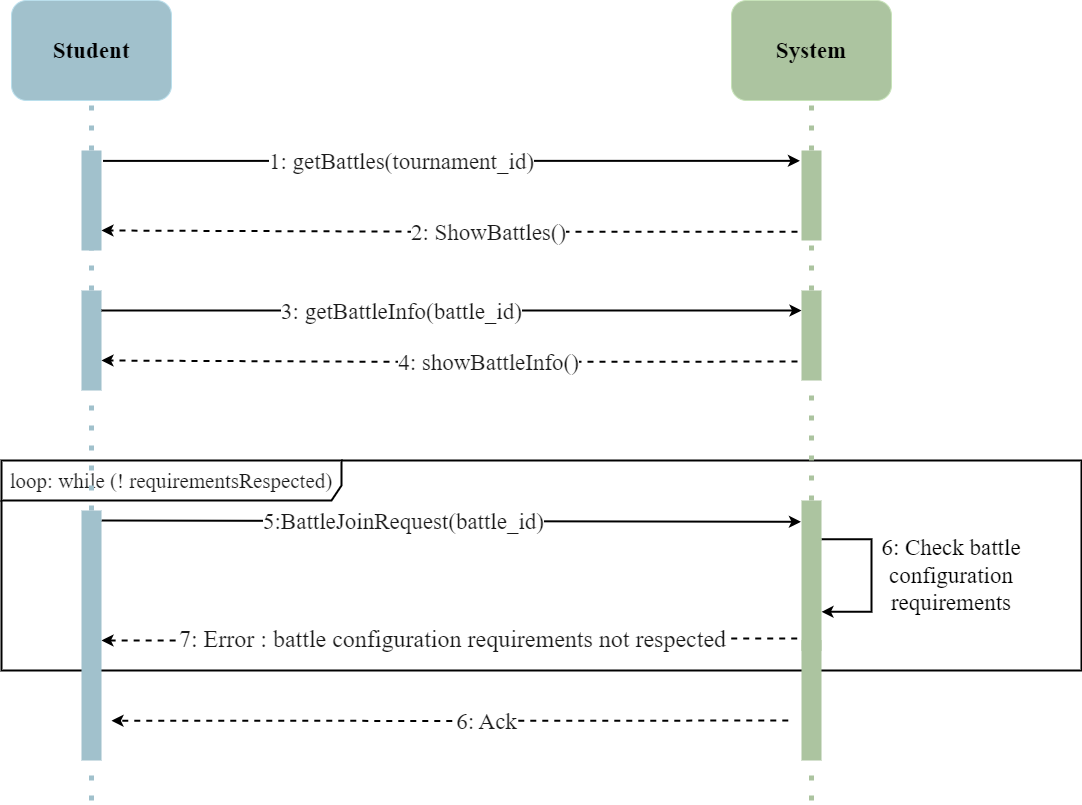 Student
System
1: getBattles(tournament_id)
2: ShowBattles()
3: getBattleInfo(battle_id)
4: showBattleInfo()
loop: while (! requirementsRespected)
5:BattleJoinRequest(battle_id)
6: Check battle
configuration
requirements
7: Error : battle configuration requirements not respected
6: Ack